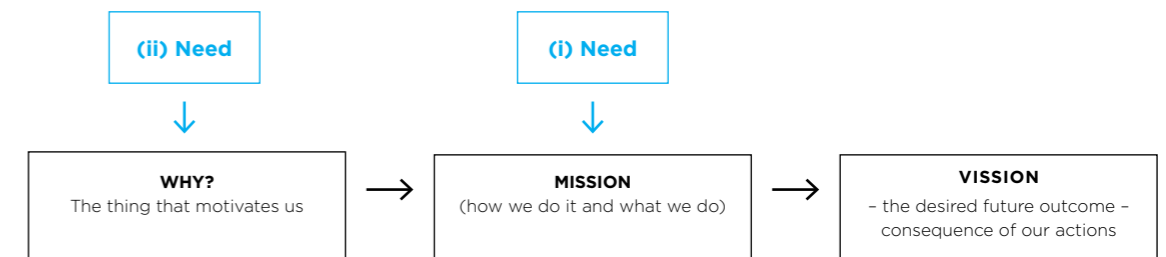 (ii) Need
(i) Need
WHY?
The thing that motivates us
MISSION
(how we do it and what we do)
VISSION
– the desired future outcome –
consequence of our actions